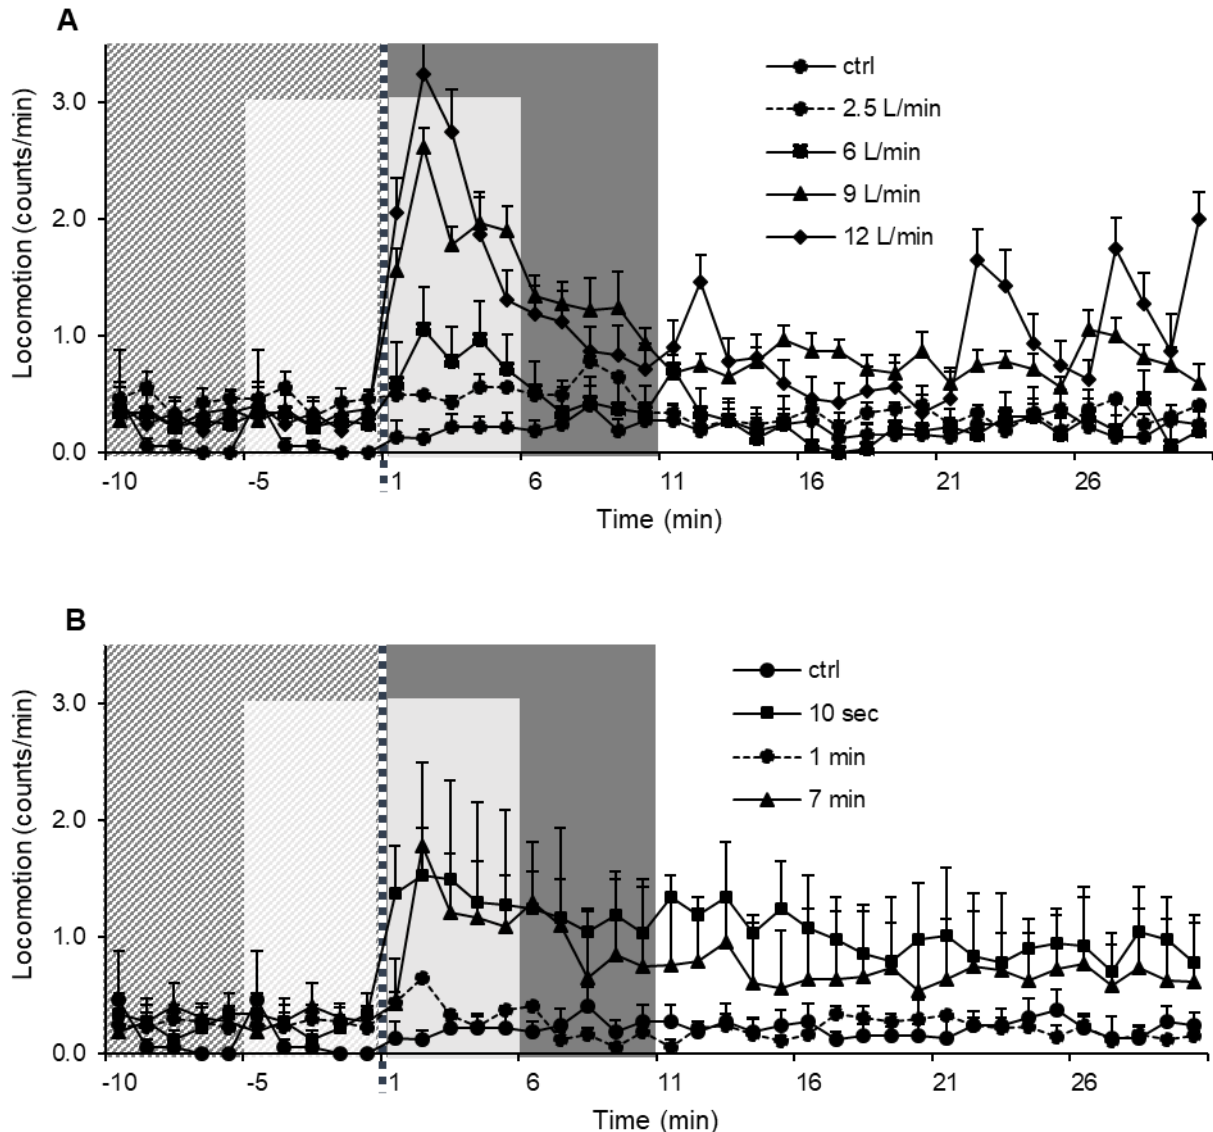 A
Locomotion (counts/min)
3.0
2.0
1.0
0.0
ctrl
2.5 L/min
6 L/min
9 L/min
12 L/min
-10 -5 1 6 11 16 21 26
Time (min)
B
Locomotion (counts/min)
3.0
2.0
1.0
0.0
ctrl
10 sec
1 min
7 min
-10 -5 1 6 11 16 21 26
Time (min)